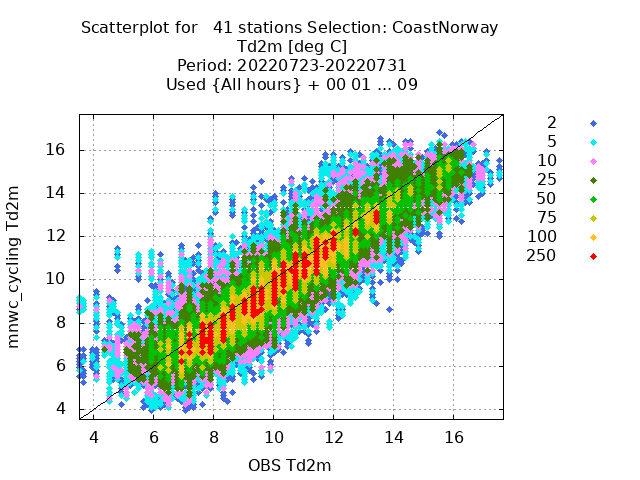 Scatterplot for   41 stations Selection: CoastNorway
Td2m [deg C]
Period: 20220723-20220731
Used {All hours} + 00 01 ... 09
2
5
10
25
50
75
100
250
mnwc_cycling Td2m
16
14
12
10
8
6
4
4 6 8 10 12 14 16
OBS Td2m